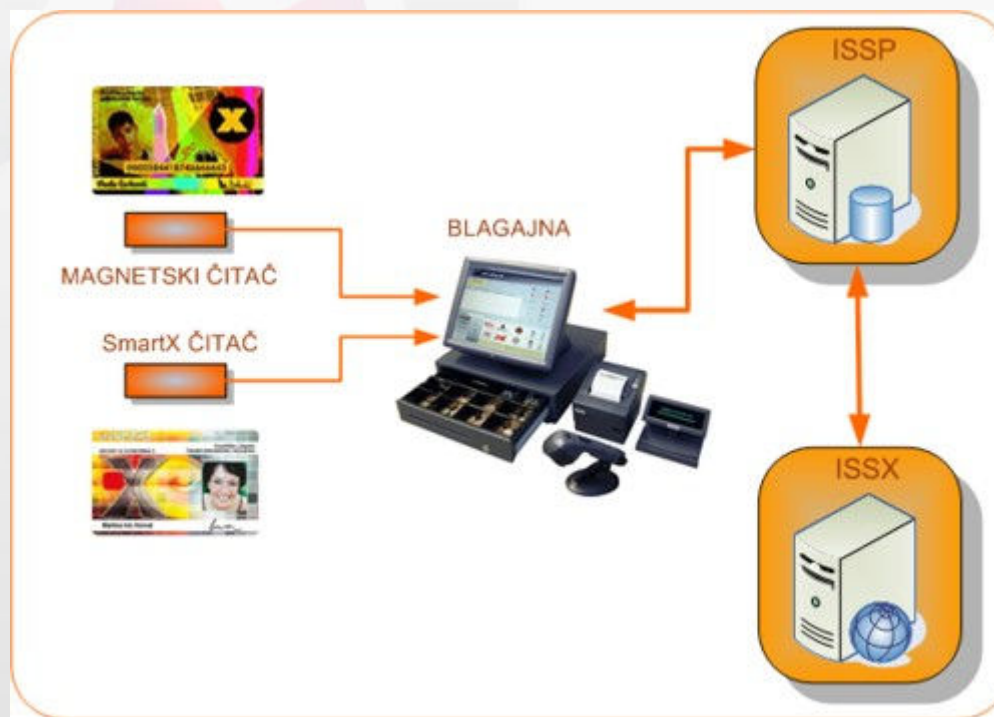 ISSP
X
MAGNETSKI ČITAČ
BLAGAJNA
SmartX ČITAČ
ISSX